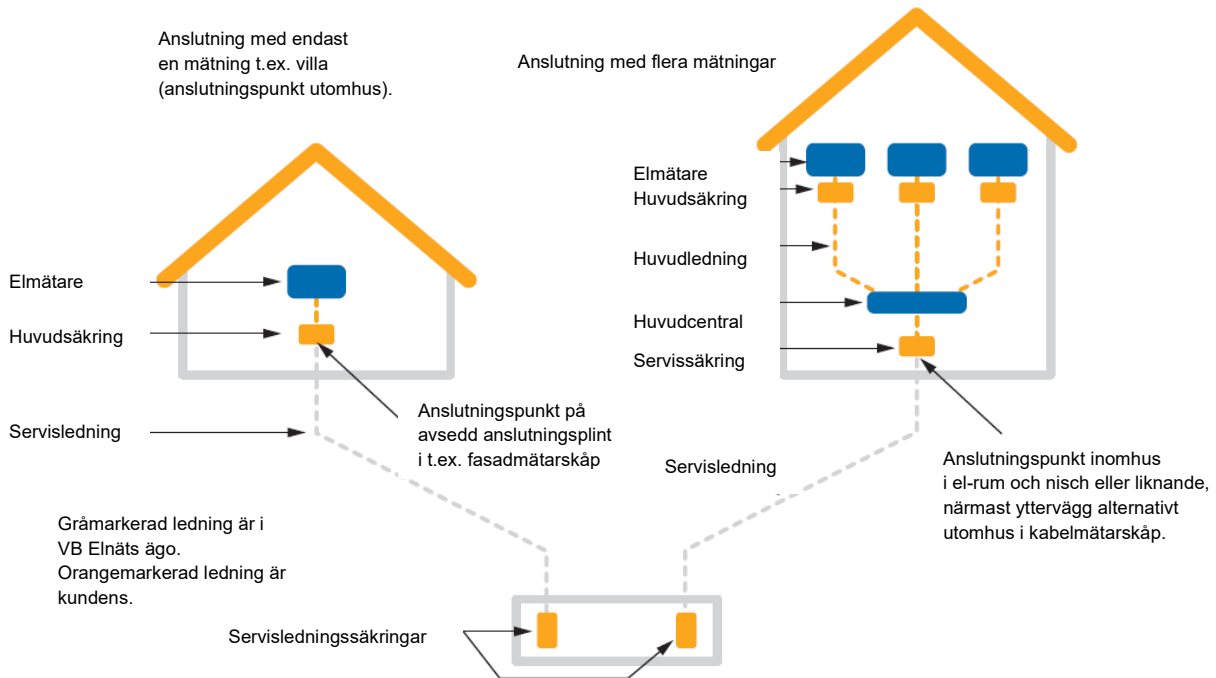 Anslutning med endast
en mätning t.ex. villa
(anslutningspunkt utomhus).
Anslutning med flera mätningar
Elmätare
Huvudsäkring
Servisledning
Anslutningspunkt på
avsedd anslutningsplint
i t.ex. fasadmätarskåp
Elmätare
Huvudsäkring
Huvudledning
Huvudcentral
Servissäkring
Servisledning
Anslutningspunkt inomhus
i el-rum och nisch eller liknande,
närmast yttervägg alternativt
utomhus i kabelmätarskåp.
Gråmarkerad ledning är i
VB Elnäts ägo.
Orangemarkerad ledning är
kundens.
Servisledningssäkringar